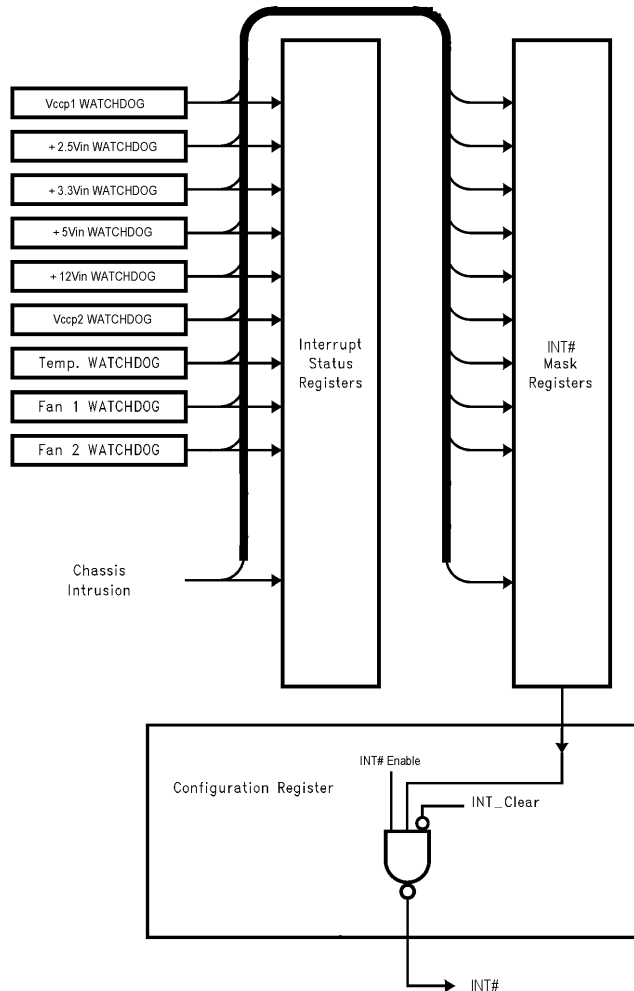 Vccp1 WATCHDOG
+ 2.5Vin WATCHDOG
+ 3.3Vin WATCHDOG
+ 5Vin WATCHDOG
+ 12Vin WATCHDOG
Vccp2 WATCHDOG
Temp. WATCHDOG
Fan 1 WATCHDOG
Fan 2 WATCHDOG
Chassis
Intrusion
Interrupt
Status
Registers
INT#
Mask
Registers
Configuration Register
INT# Enable
INT_Clear
INT#